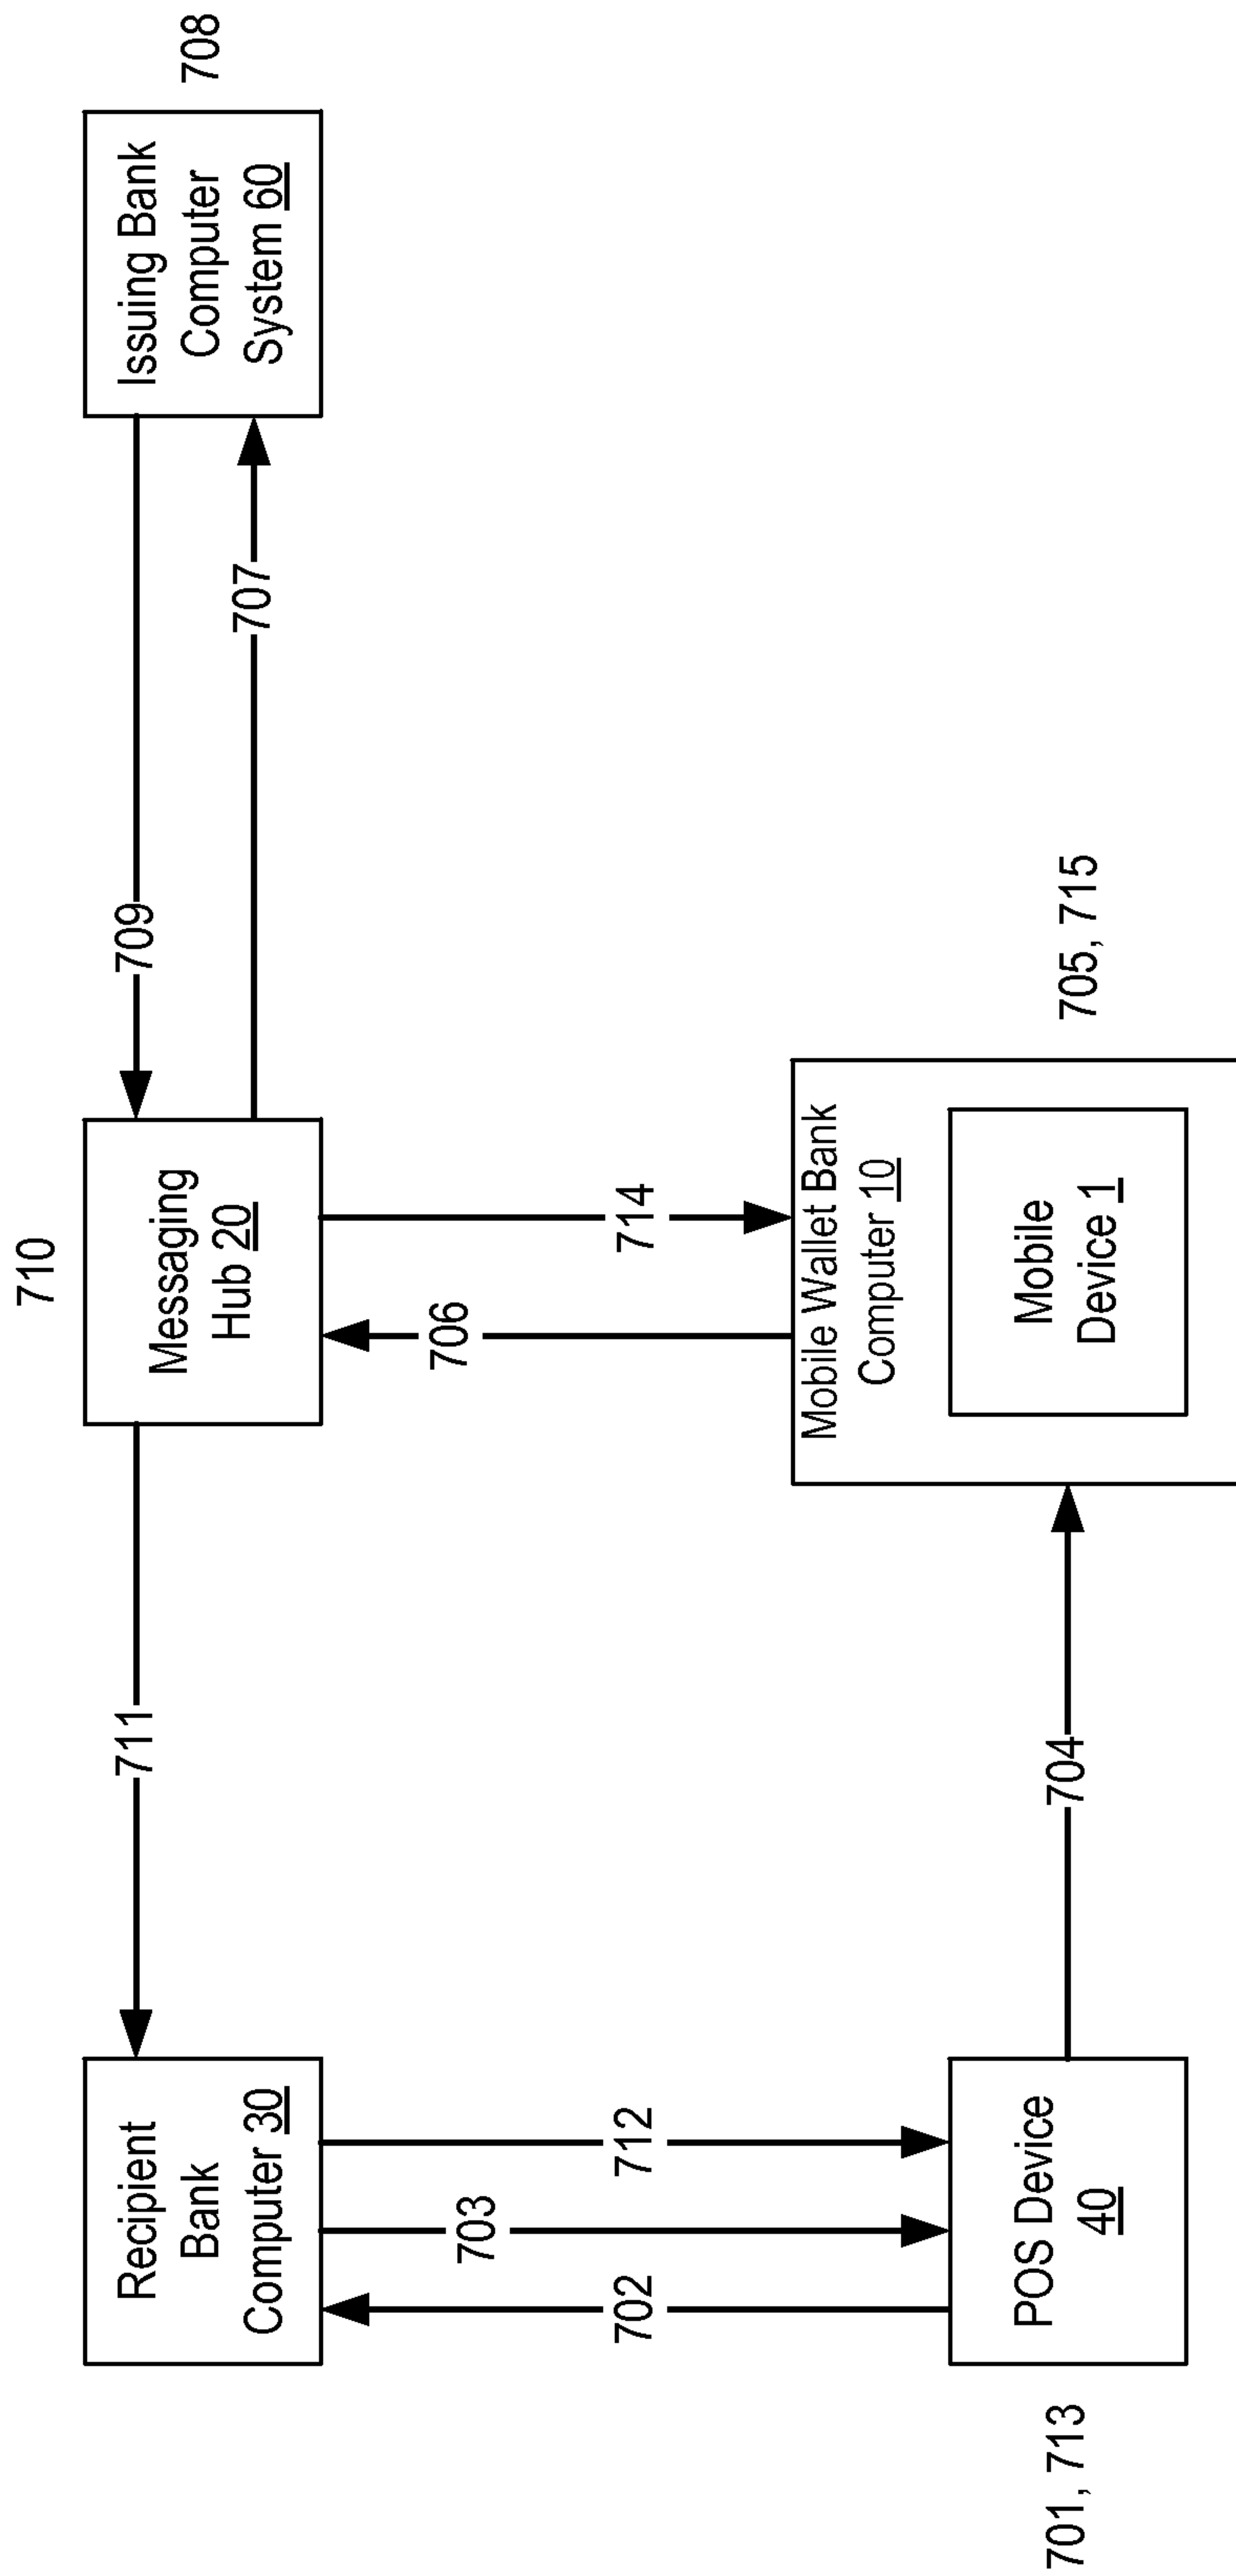 Recipient
Bank
Computer 30
711
710
Messaging
Hub 20
709
707
Issuing Bank
Computer
System 60
708
702
703
712
706
714
701, 713
POS Device
40
704
Mobile Wallet Bank
Computer 10
Mobile
Device 1
705, 715